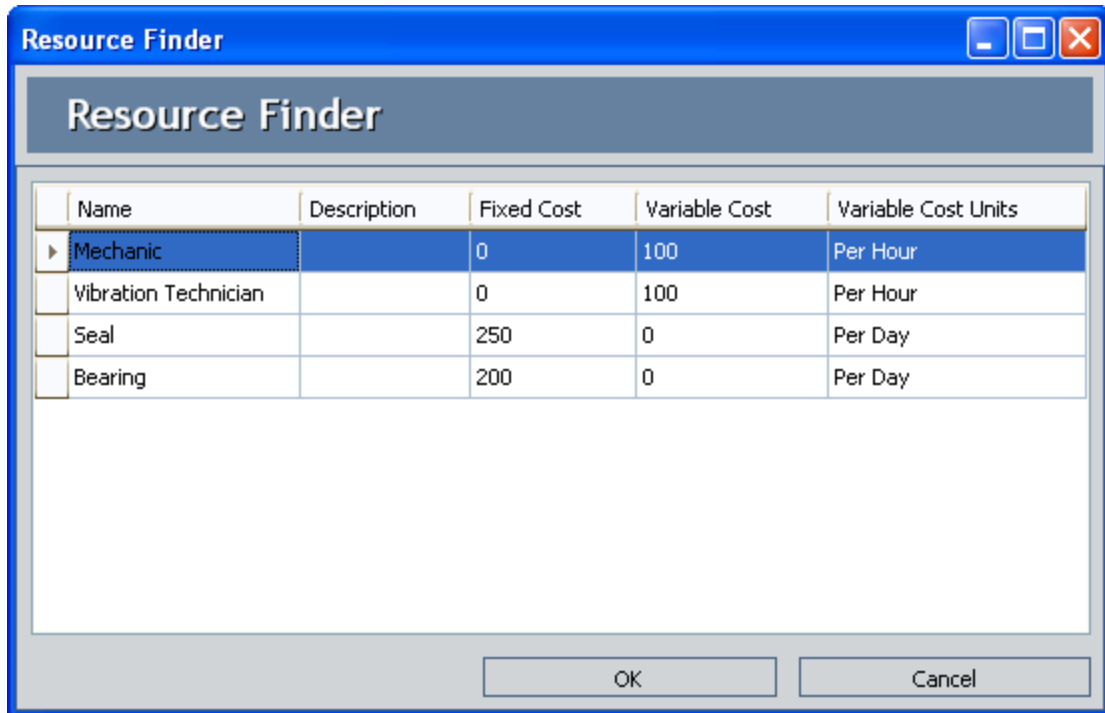 Resource Finder
Resource Finder
Name Description Fixed Cost Variable Cost Variable Cost Units
Mechanic 0 100 Per Hour
Vibration Technician 0 100 Per Hour
Seal 250 0 Per Day
Bearing 200 0 Per Day
OK Cancel